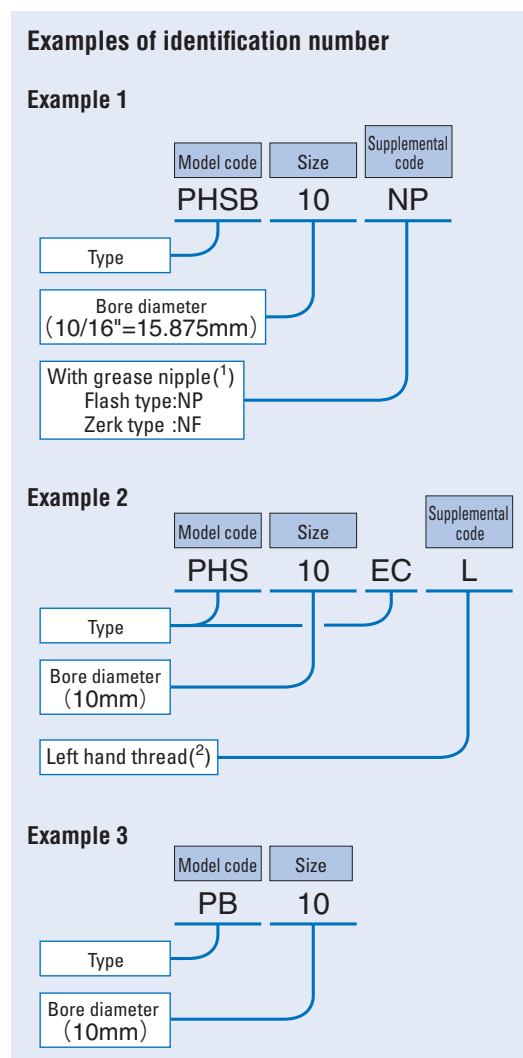 Examples of identification number
Example 1
Model code Size Supplemental code
PHSB 10 NP
Type
Bore diameter
(10/16"=15.875mm)
With grease nipple(¹)
Flash type:NP
Zerk type :NF
Example 2
Model code Size Supplemental code
PHS 10 EC L
Type
Bore diameter
(10mm)
Left hand thread(²)
Example 3
Model code Size
PB 10
Type
Bore diameter
(10mm)